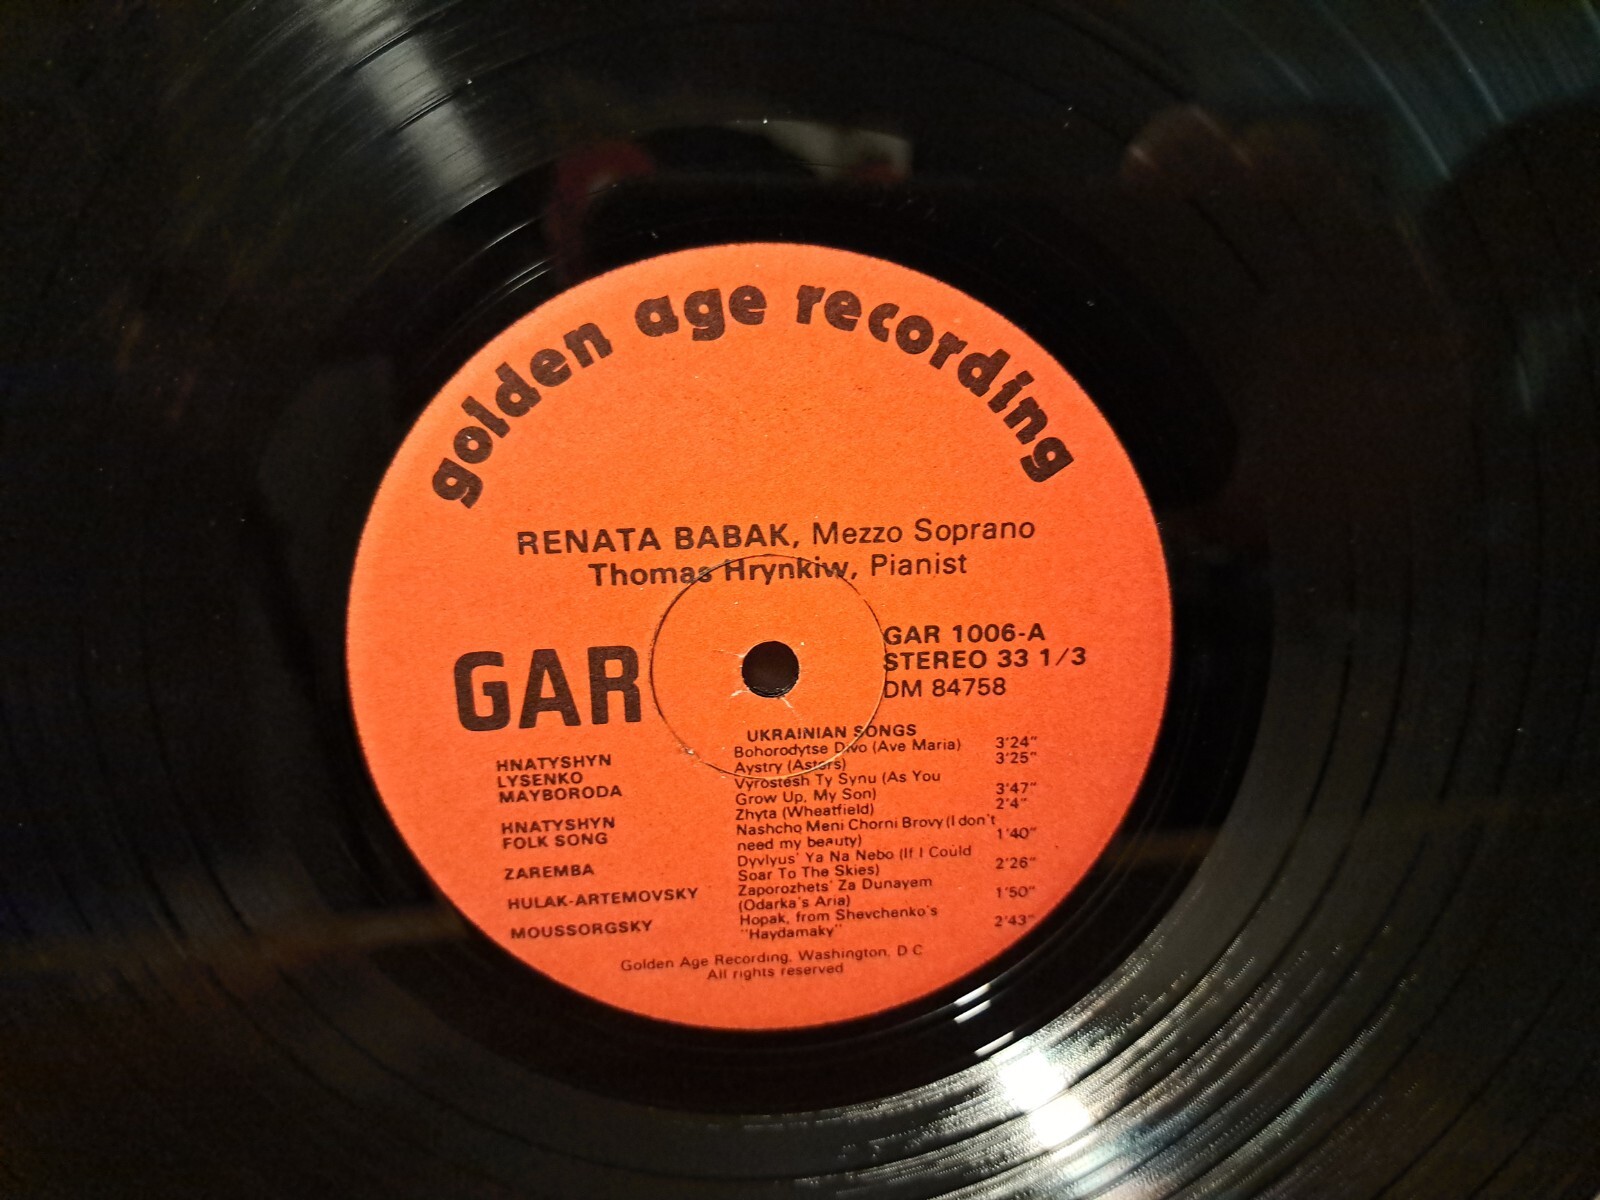 golden age recording
RENATA BABAK, Mezzo Soprano
Thomas Hrynkiw, Pianist
GAR
GAR 1006-A
STEREO 33 1/3
DM 84758
UKRAINIAN SONGS
HNATYSHYN Bohorodytse Divo (Ave Maria) 3'24"
LYSENKO Aystry (Asters) 3'25"
MAYBORODA Vyrostesh Ty Synu (As You
Grow Up, My Son) 3'47"
HNATYSHYN Zhyta (Wheatfield) 2'4"
FOLK SONG Nashcho Meni Chorni Brovy (I don't
need my beauty) 1'40"
ZAREMBA Dyvlyus' Ya Na Nebo (If I Could
Soar To The Skies) 2'26"
HULAK-ARTEMOVSKY Zaporozhets' Za Dunayem
(Odarka's Aria) 1'50"
MOUSSORGSKY Hopak, from Shevchenko's
"Haydamaky" 2'43"
Golden Age Recording, Washington, D C
All rights reserved